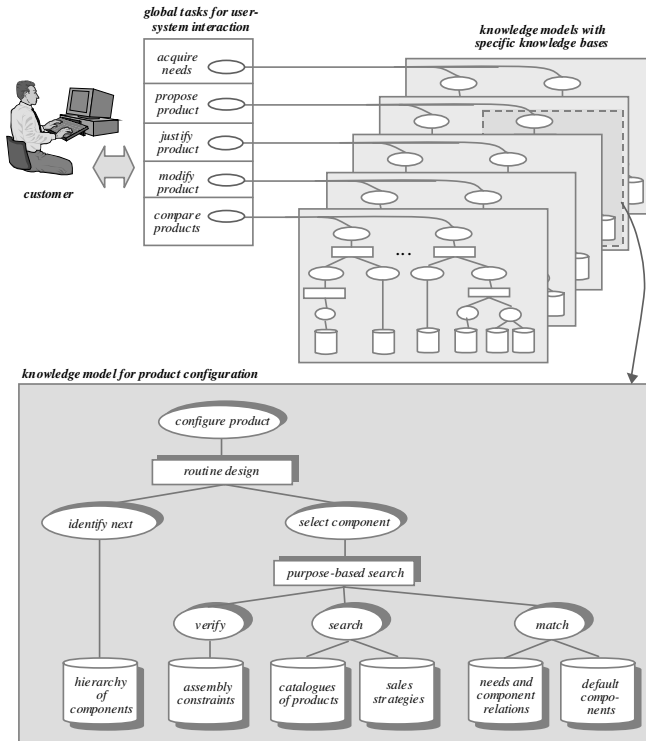 global tasks for user-
system interaction
knowledge models with
specific knowledge bases
acquire
needs
propose
product
justify
product
modify
product
compare
products
customer
...
knowledge model for product configuration
configure product
routine design
identify next
select component
purpose-based search
verify
search
match
hierarchy
of
components
assembly
constraints
catalogues
of products
sales
strategies
needs and
component
relations
default
compo-
nents